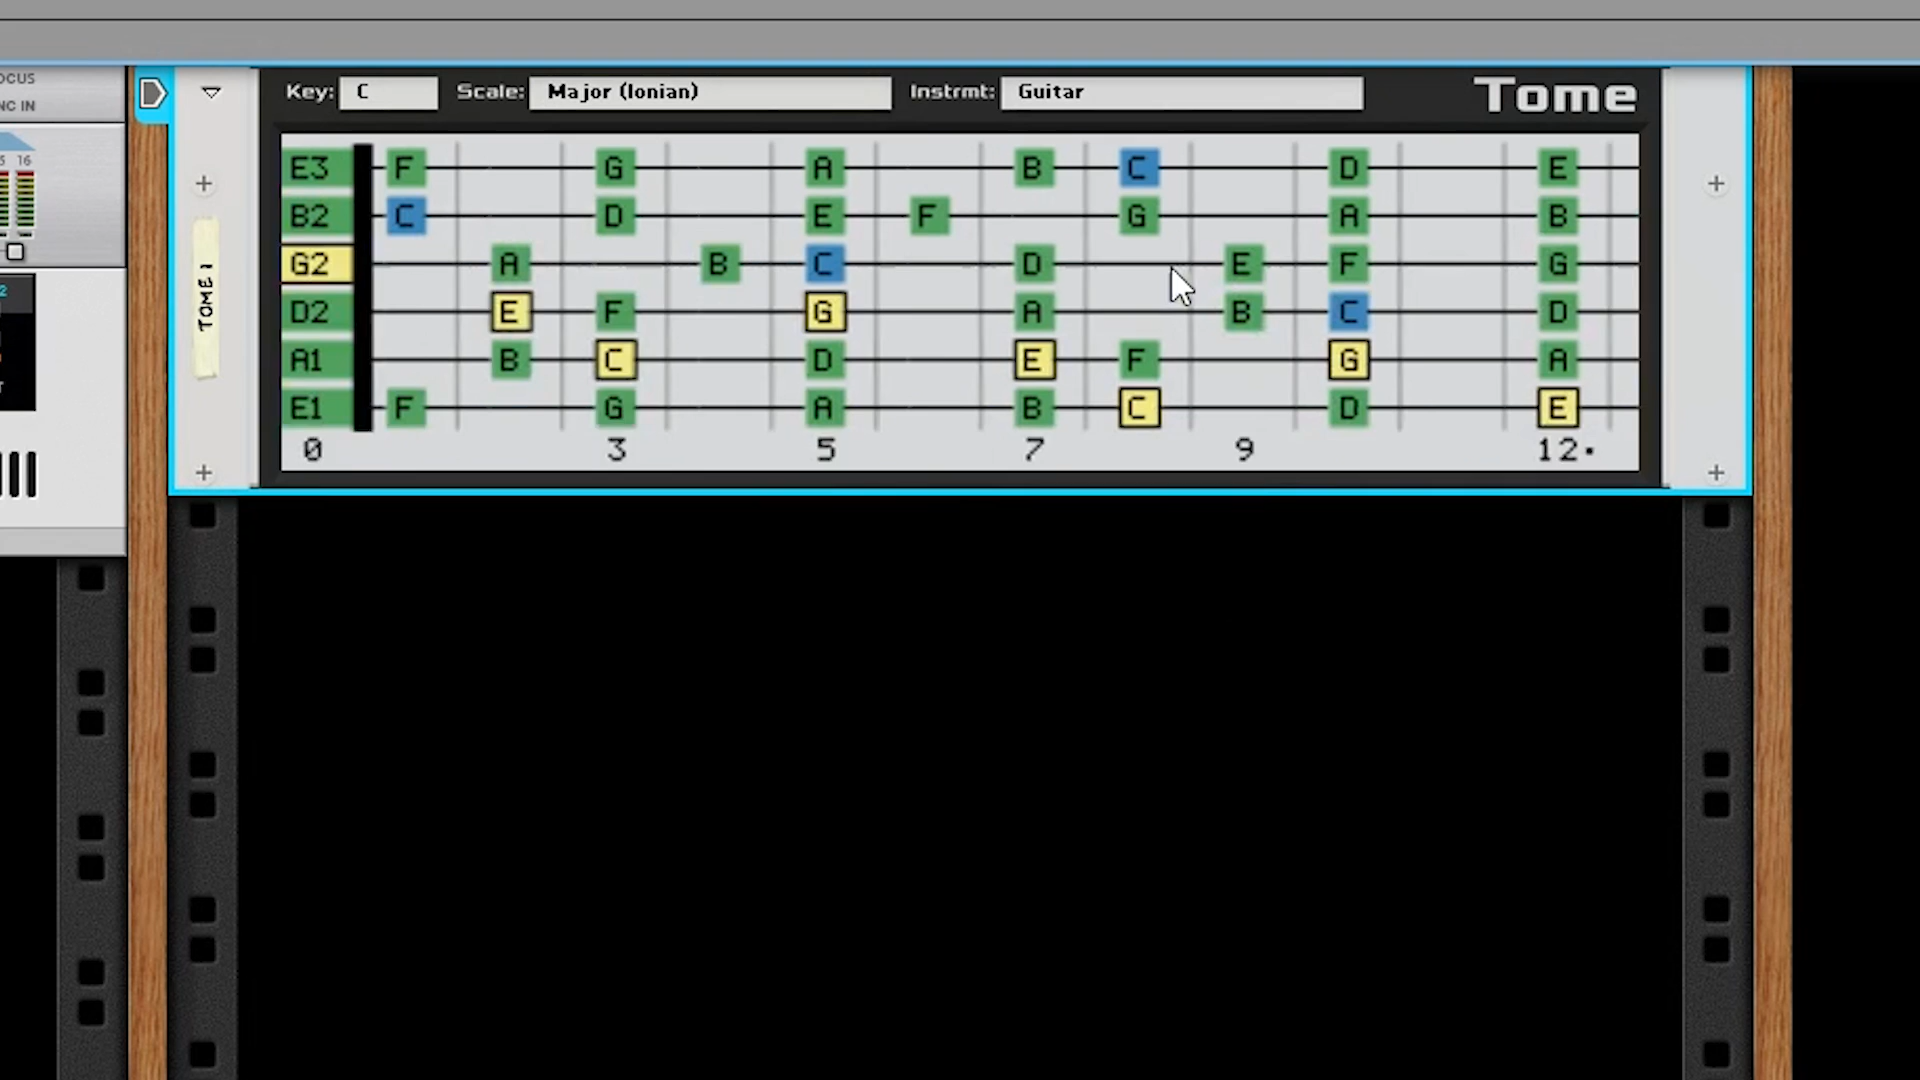 OCUS
NC IN
16
Key: C Scale: Major (Ionian) Instrmt: Guitar Tome
E3 F G A B C D E
B2 C D E F G A B
G2 A B C D E F G
D2 E F G A B C D
A1 B C D E F G A
E1 F G A B C D E
0 3 5 7 9 12.
TOME 1